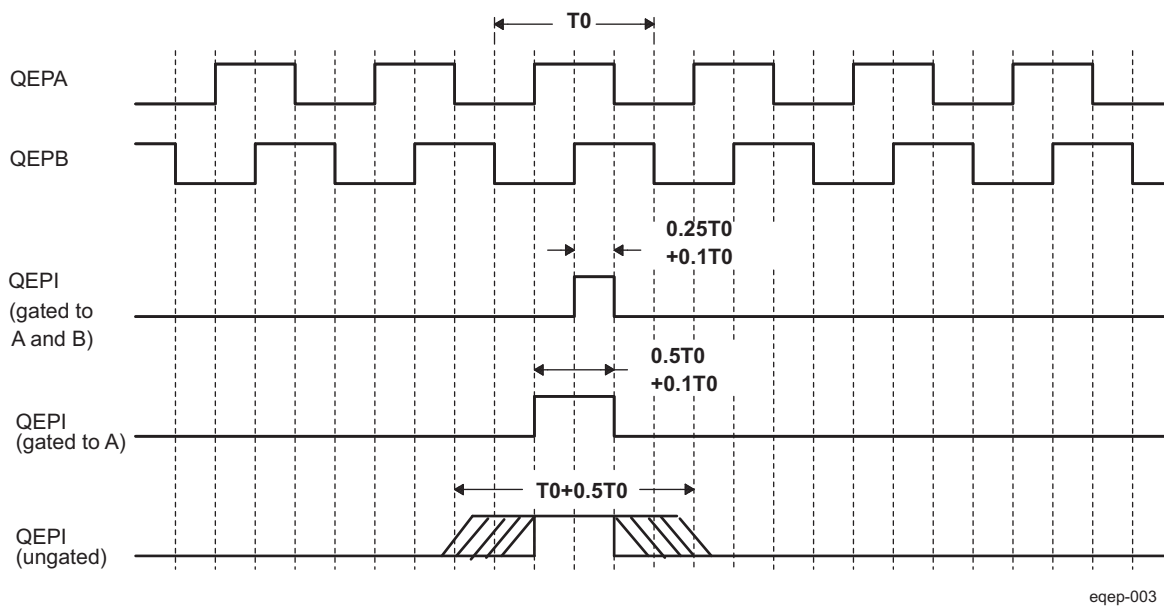 T0
QEPA
QEPB
0.25T0
+0.1T0
QEPI
(gated to
A and B)
0.5T0
+0.1T0
QEPI
(gated to A)
T0+0.5T0
QEPI
(ungated)
eqep-003